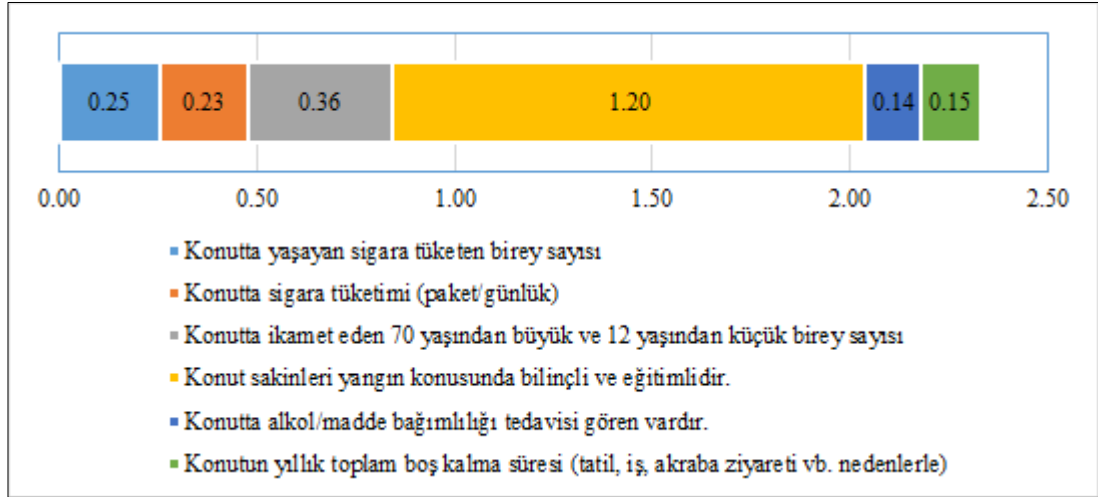 0.25 0.23 0.36 1.20 0.14 0.15
0.00 0.50 1.00 1.50 2.00 2.50
Konutta yaşayan sigara tüketen birey sayısı
Konutta sigara tüketimi (paket/günlük)
Konutta ikamet eden 70 yaşından büyük ve 12 yaşından küçük birey sayısı
Konut sakinleri yangın konusunda bilinçli ve eğitimlidir.
Konutta alkol/madde bağımlılığı tedavisi gören vardır.
Konutun yıllık toplam boş kalma süresi (tatil, iş, akraba ziyareti vb. nedenlerle)